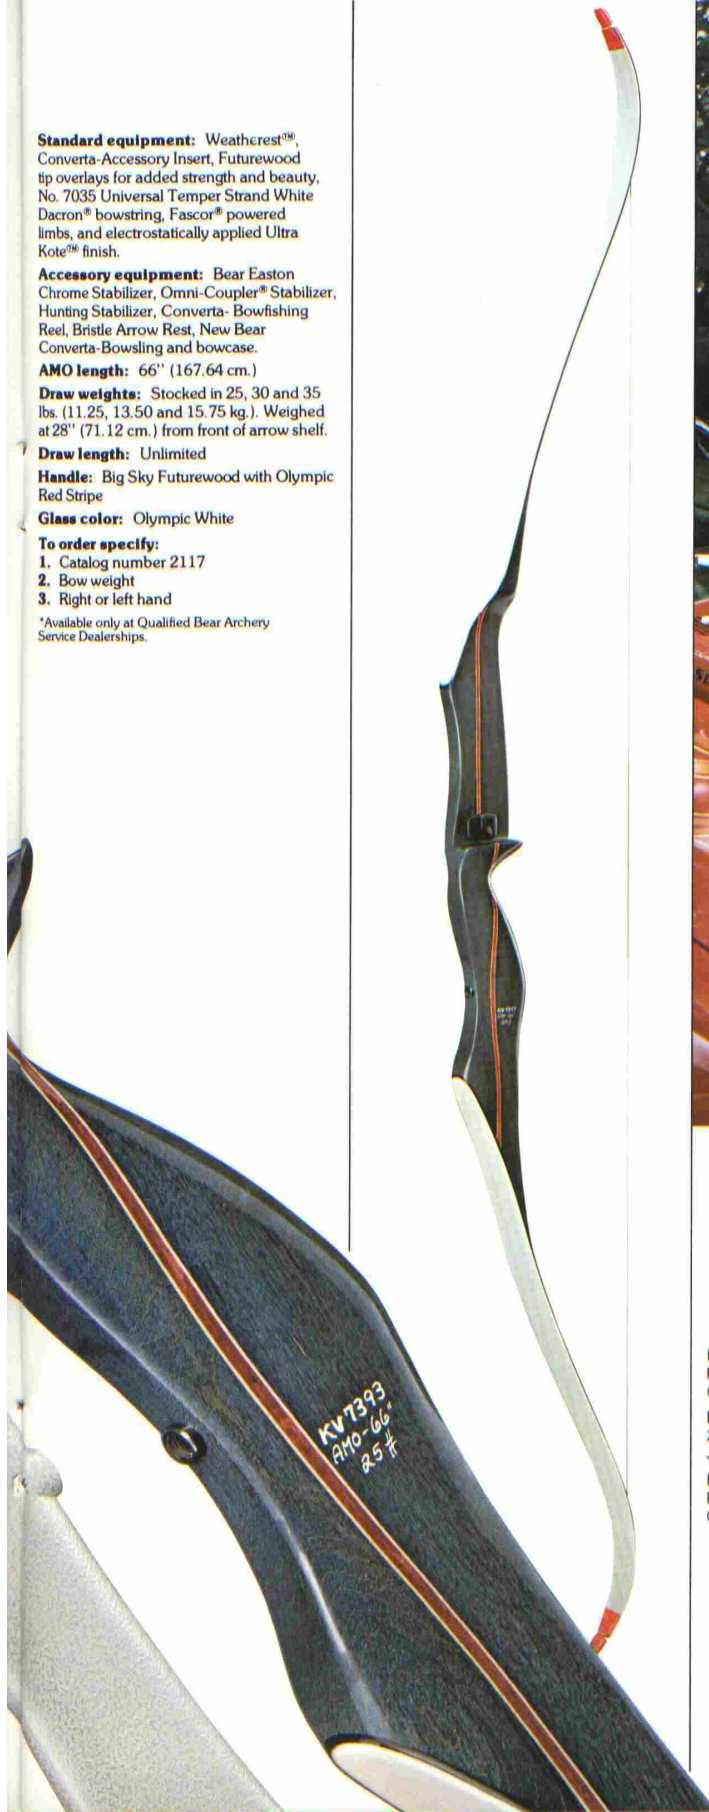 Standard equipment: Weathcrest™,
Converta-Accessory Insert, Futurewood
tip overlays for added strength and beauty,
No. 7035 Universal Temper Strand White
Dacron® bowstring, Fascor® powered
limbs, and electrostatically applied Ultra
Kote™ finish.
Accessory equipment: Bear Easton
Chrome Stabilizer, Omni-Coupler® Stabilizer,
Hunting Stabilizer, Converta- Bowfishing
Reel, Bristle Arrow Rest, New Bear
Converta-Bowsling and bowcase.
AMO length: 66'' (167.64 cm.)
Draw weights: Stocked in 25, 30 and 35
lbs. (11.25, 13.50 and 15.75 kg.). Weighed
at 28'' (71.12 cm.) from front of arrow shelf.
Draw length: Unlimited
Handle: Big Sky Futurewood with Olympic
Red Stripe
Glass color: Olympic White
To order specify:
1. Catalog number 2117
2. Bow weight
3. Right or left hand
*Available only at Qualified Bear Archery
Service Dealerships.
KV7393
AMO-66"
25#